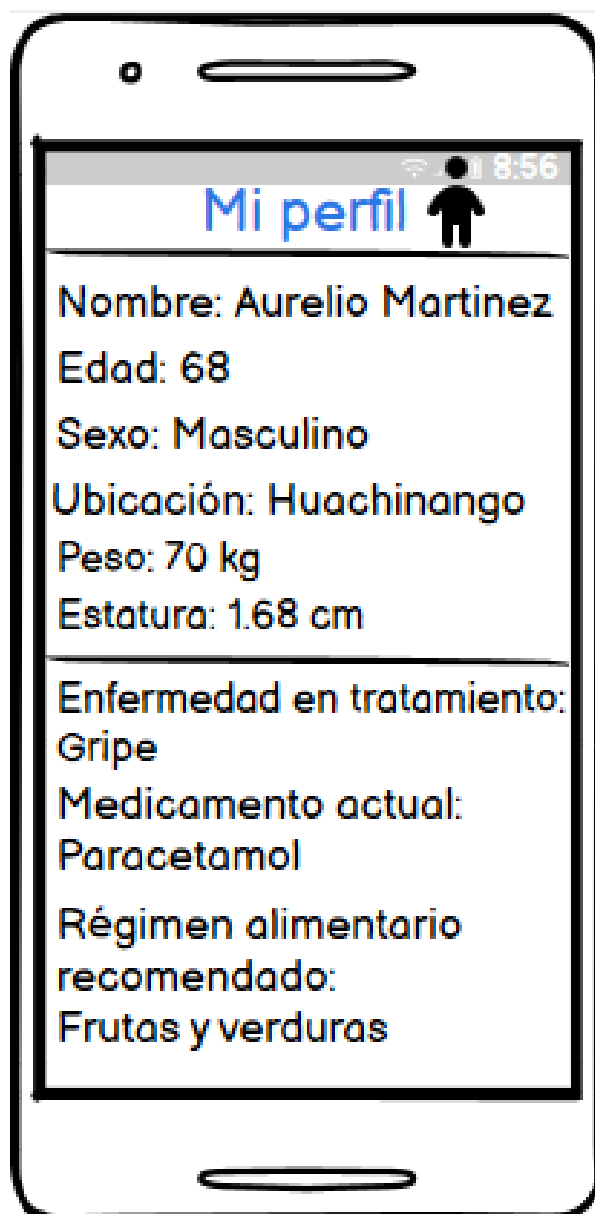 8:56
Mi perfil
Nombre: Aurelio Martinez
Edad: 68
Sexo: Masculino
Ubicación: Huachinango
Peso: 70 kg
Estatura: 1.68 cm
Enfermedad en tratamiento:
Gripe
Medicamento actual:
Paracetamol
Régimen alimentario
recomendado:
Frutas y verduras